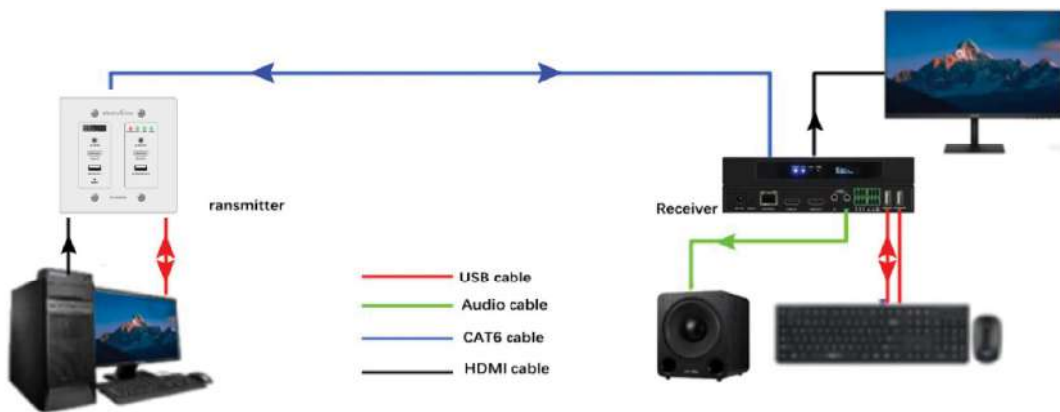 ransmitter
Receiver
USB cable
Audio cable
CAT6 cable
HDMI cable